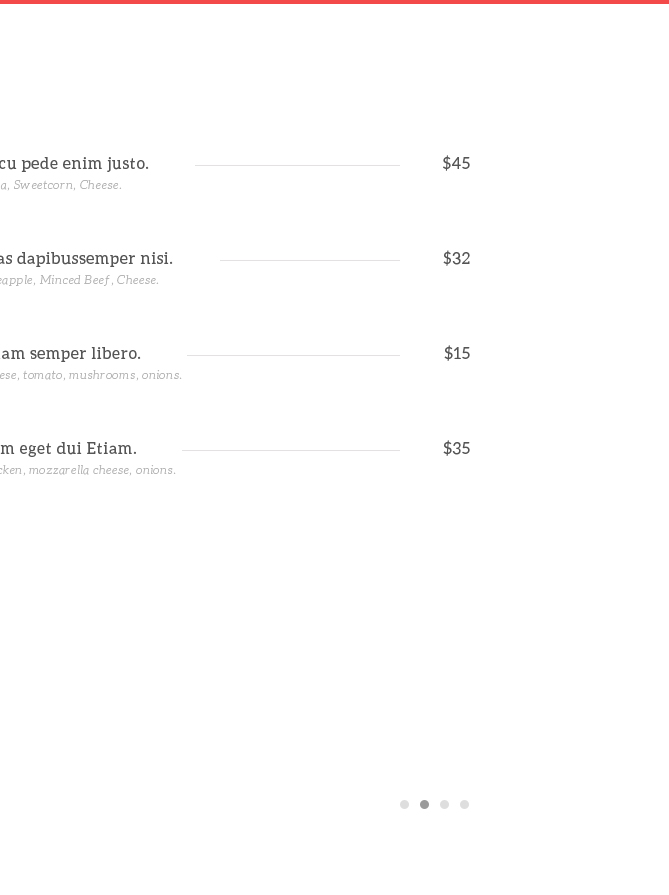 cu pede enim justo. $45
a, Sweetcorn, Cheese.
as dapibussemper nisi. $32
eapple, Minced Beef, Cheese.
am semper libero. $15
ese, tomato, mushrooms, onions.
m eget dui Etiam. $35
cken, mozzarella cheese, onions.